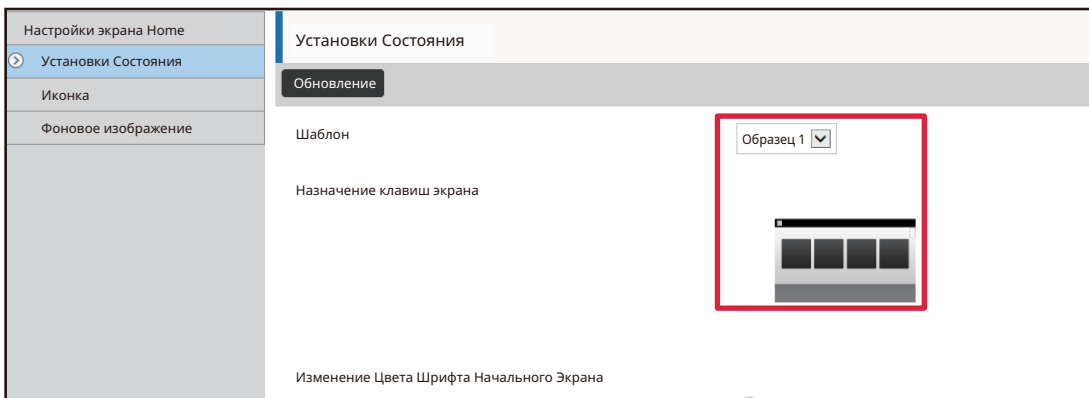 Настройки экрана Home
Установки Состояния
Иконка
Фоновое изображение
Установки Состояния
Обновление
Шаблон
Образец 1
Назначение клавиш экрана
Изменение Цвета Шрифта Начального Экрана